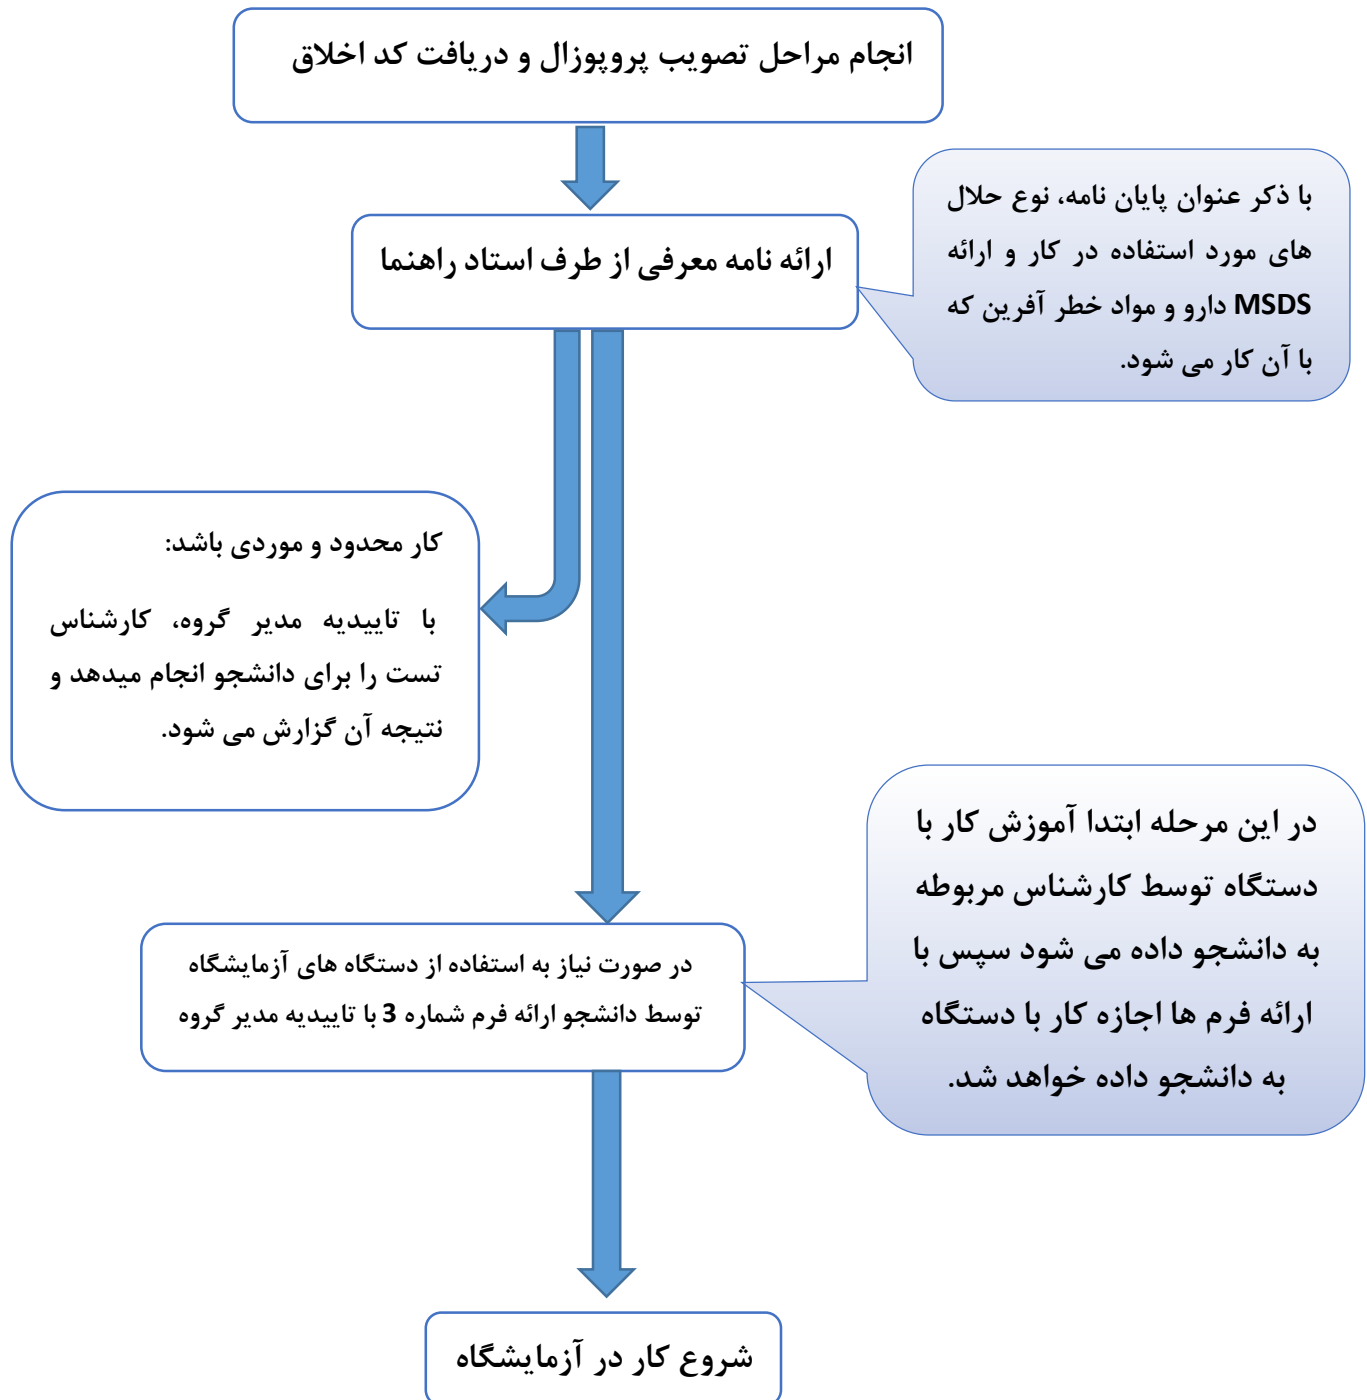 انجام مراحل تصویب پروپوزال و دریافت کد اخلاق
با ذکر عنوان پایان نامه، نوع حلال
های مورد استفاده در کار و ارائه
MSDS دارو و مواد خطر آفرین که
با آن کار می شود.
ارائه نامه معرفی از طرف استاد راهنما
کار محدود و موردی باشد:
با تاییدیه مدیر گروه، کارشناس
تست را برای دانشجو انجام میدهد و
نتیجه آن گزارش می شود.
در این مرحله ابتدا آموزش کار با
دستگاه توسط کارشناس مربوطه
به دانشجو داده می شود سپس با
ارائه فرم ها اجازه کار با دستگاه
به دانشجو داده خواهد شد.
در صورت نیاز به استفاده از دستگاه های آزمایشگاه
توسط دانشجو ارائه فرم شماره 3 با تاییدیه مدیر گروه
شروع کار در آزمایشگاه